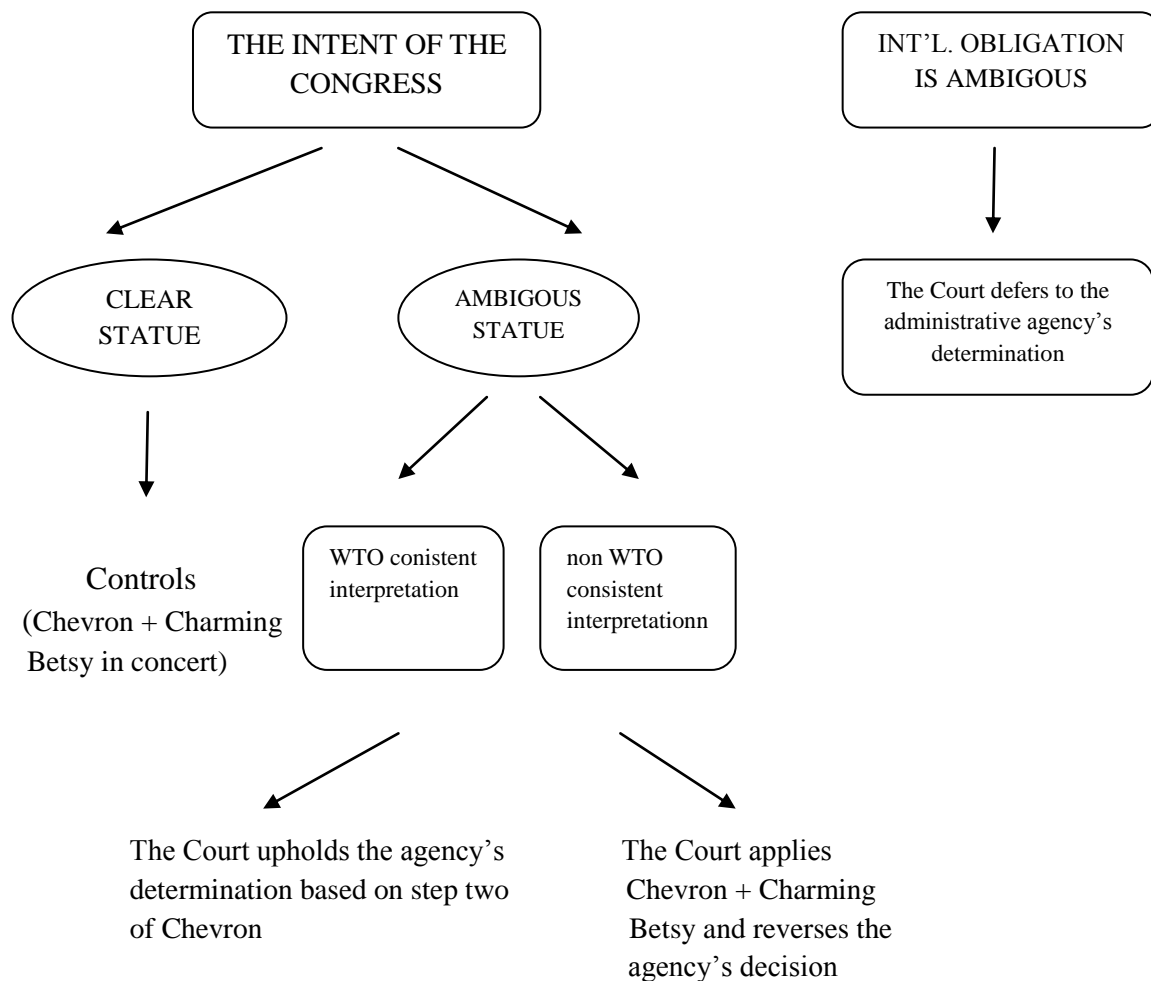 THE INTENT OF THE
CONGRESS
INT’L. OBLIGATION
IS AMBIGOUS
CLEAR
STATUE
AMBIGOUS
STATUE
The Court defers to the
administrative agency’s
determination
Controls
(Chevron + Charming
Betsy in concert)
WTO conistent
interpretation
non WTO
consistent
interpretationn
The Court upholds the agency’s
determination based on step two
of Chevron
The Court applies
Chevron + Charming
Betsy and reverses the
agency’s decision